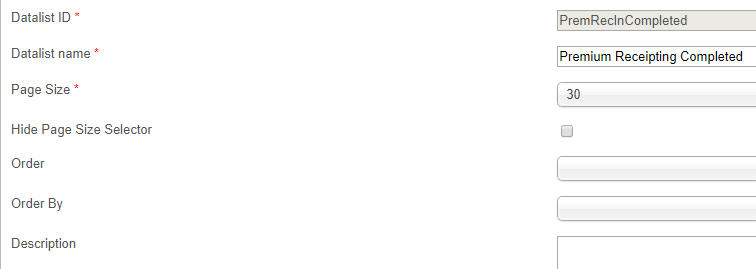 Datalist ID * PremRecInCompleted
Datalist name * Premium Receipting Completed
Page Size * 30
Hide Page Size Selector
Order
Order By
Description